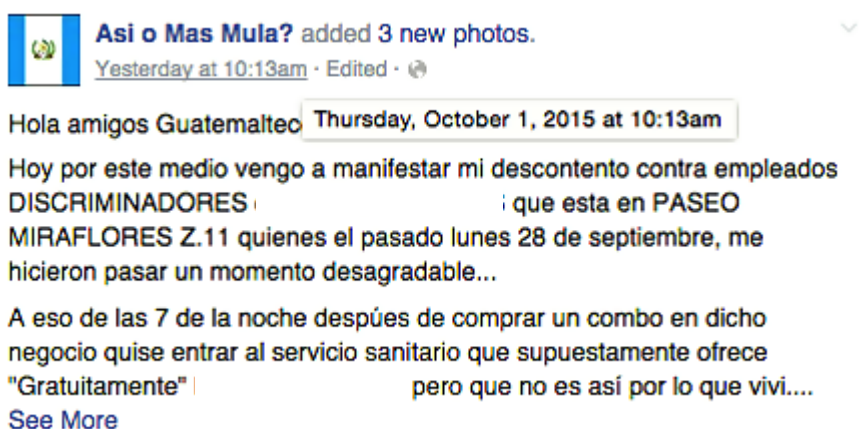 Asi o Mas Mula? added 3 new photos.
Yesterday at 10:13am · Edited ·
Hola amigos Guatemaltec
Thursday, October 1, 2015 at 10:13am
Hoy por este medio vengo a manifestar mi descontento contra empleados
DISCRIMINADORES que esta en PASEO
MIRAFLORES Z.11 quienes el pasado lunes 28 de septiembre, me
hicieron pasar un momento desagradable...
A eso de las 7 de la noche despúes de comprar un combo en dicho
negocio quise entrar al servicio sanitario que supuestamente ofrece
"Gratuitamente" pero que no es así por lo que vivi....
See More